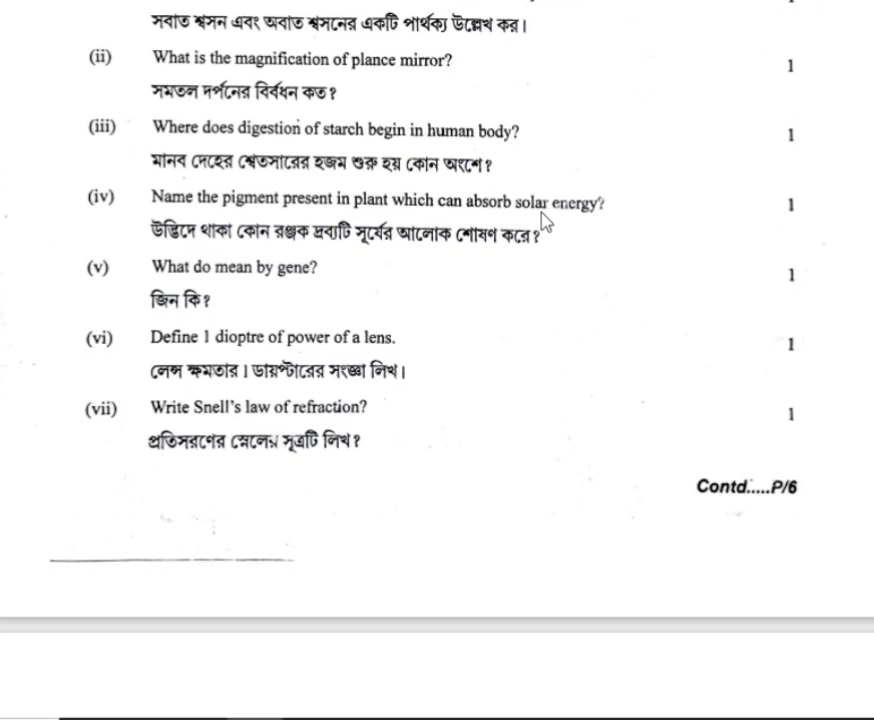 সবাত শ্বসন এবং অবাত শ্বসনের একটি পার্থক্য উল্লেখ কর।
(ii) What is the magnification of plance mirror? 1
সমতল দর্পনের বির্বধন কত?
(iii) Where does digestion of starch begin in human body? 1
মানব দেহের শ্বেতসারের হজম শুরু হয় কোন অংশে?
(iv) Name the pigment present in plant which can absorb solar energy? 1
উদ্ভিদে থাকা কোন রঞ্জক দ্রব্যটি সূর্যের আলোক শোষণ করে?
(v) What do mean by gene? 1
জিন কি?
(vi) Define 1 dioptre of power of a lens. 1
লেন্স ক্ষমতার 1 ডায়প্টারের সংজ্ঞা লিখ।
(vii) Write Snell's law of refraction? 1
প্রতিসরণের স্নেলের সূত্রটি লিখ?
Contd.....P/6